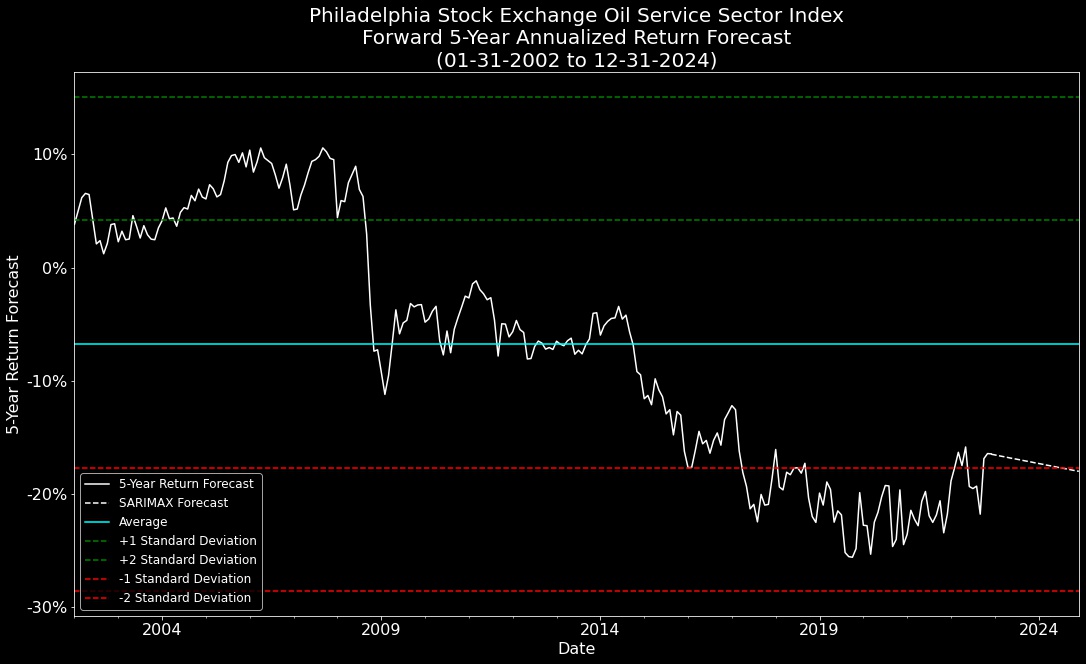 Philadelphia Stock Exchange Oil Service Sector Index
Forward 5-Year Annualized Return Forecast
(01-31-2002 to 12-31-2024)
5-Year Return Forecast
10%
0%
-10%
-20%
-30%
5-Year Return Forecast
SARIMAX Forecast
Average
+1 Standard Deviation
+2 Standard Deviation
-1 Standard Deviation
-2 Standard Deviation
2004
2009
2014
2019
2024
Date